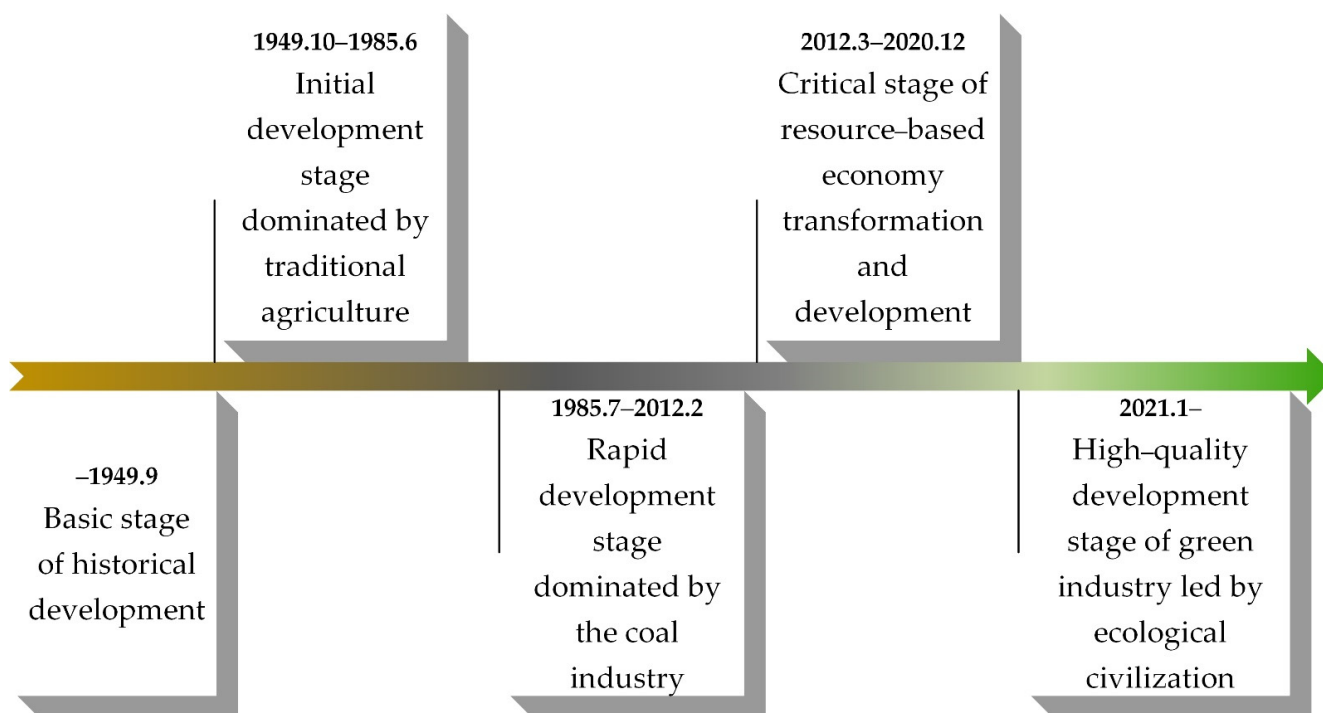 –1949.9
Basic stage
of historical
development
1949.10–1985.6
Initial
development
stage
dominated by
traditional
agriculture
1985.7–2012.2
Rapid
development
stage
dominated by
the coal
industry
2012.3–2020.12
Critical stage of
resource–based
economy
transformation
and
development
2021.1–
High–quality
development
stage of green
industry led by
ecological
civilization